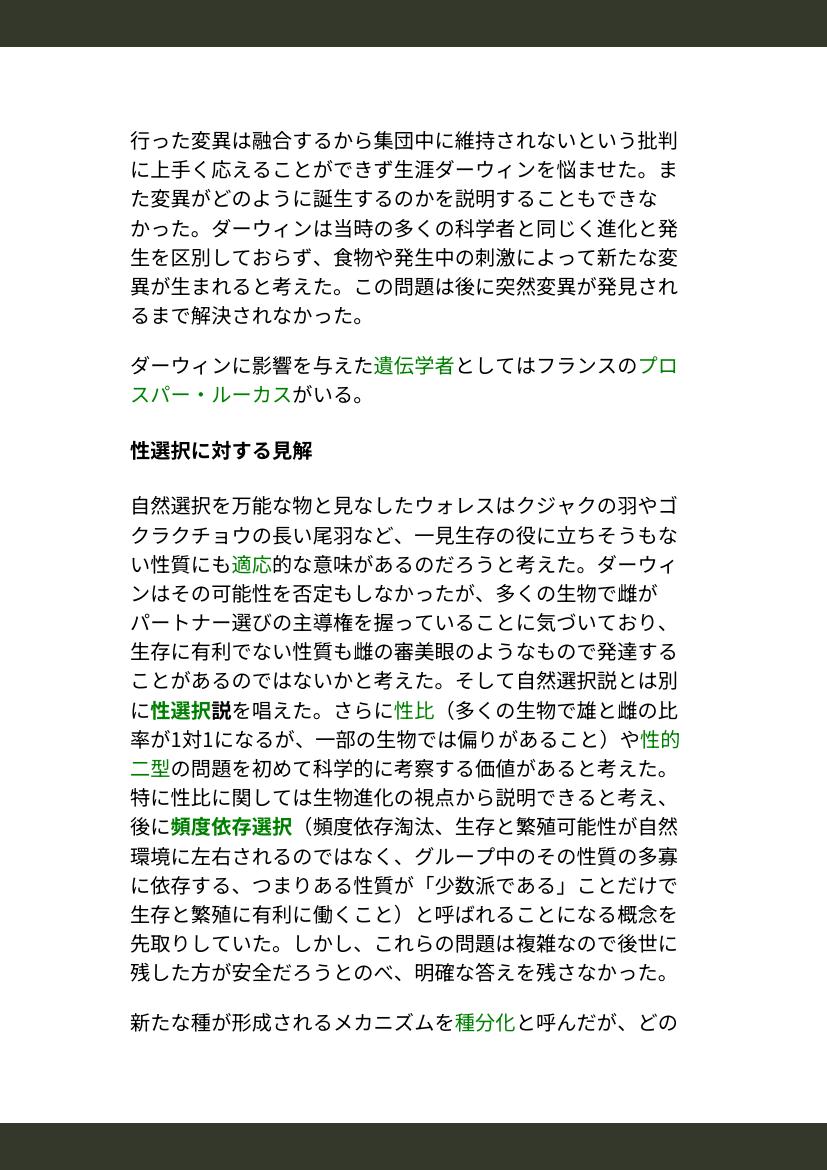 行った変異は融合するから集団中に維持されないという批判
に上手く応えることができず生涯ダーウィンを悩ませた。ま
た変異がどのように誕生するのかを説明することもできな
かった。ダーウィンは当時の多くの科学者と同じく進化と発
生を区別しておらず、食物や発生中の刺激によって新たな変
異が生まれると考えた。この問題は後に突然変異が発見され
るまで解決されなかった。
ダーウィンに影響を与えた遺伝学者としてはフランスのプロ
スパー・ルーカスがいる。
性選択に対する見解
自然選択を万能な物と見なしたウォレスはクジャクの羽やゴ
クラクチョウの長い尾羽など、一見生存の役に立ちそうもな
い性質にも適応的な意味があるのだろうと考えた。ダーウィ
ンはその可能性を否定もしなかったが、多くの生物で雌が
パートナー選びの主導権を握っていることに気づいており、
生存に有利でない性質も雌の審美眼のようなもので発達する
ことがあるのではないかと考えた。そして自然選択説とは別
に性選択説を唱えた。さらに性比（多くの生物で雄と雌の比
率が1対1になるが、一部の生物では偏りがあること）や性的
二型の問題を初めて科学的に考察する価値があると考えた。
特に性比に関しては生物進化の視点から説明できると考え、
後に頻度依存選択（頻度依存淘汰、生存と繁殖可能性が自然
環境に左右されるのではなく、グループ中のその性質の多寡
に依存する、つまりある性質が「少数派である」ことだけで
生存と繁殖に有利に働くこと）と呼ばれることになる概念を
先取りしていた。しかし、これらの問題は複雑なので後世に
残した方が安全だろうとのべ、明確な答えを残さなかった。
新たな種が形成されるメカニズムを種分化と呼んだが、どの